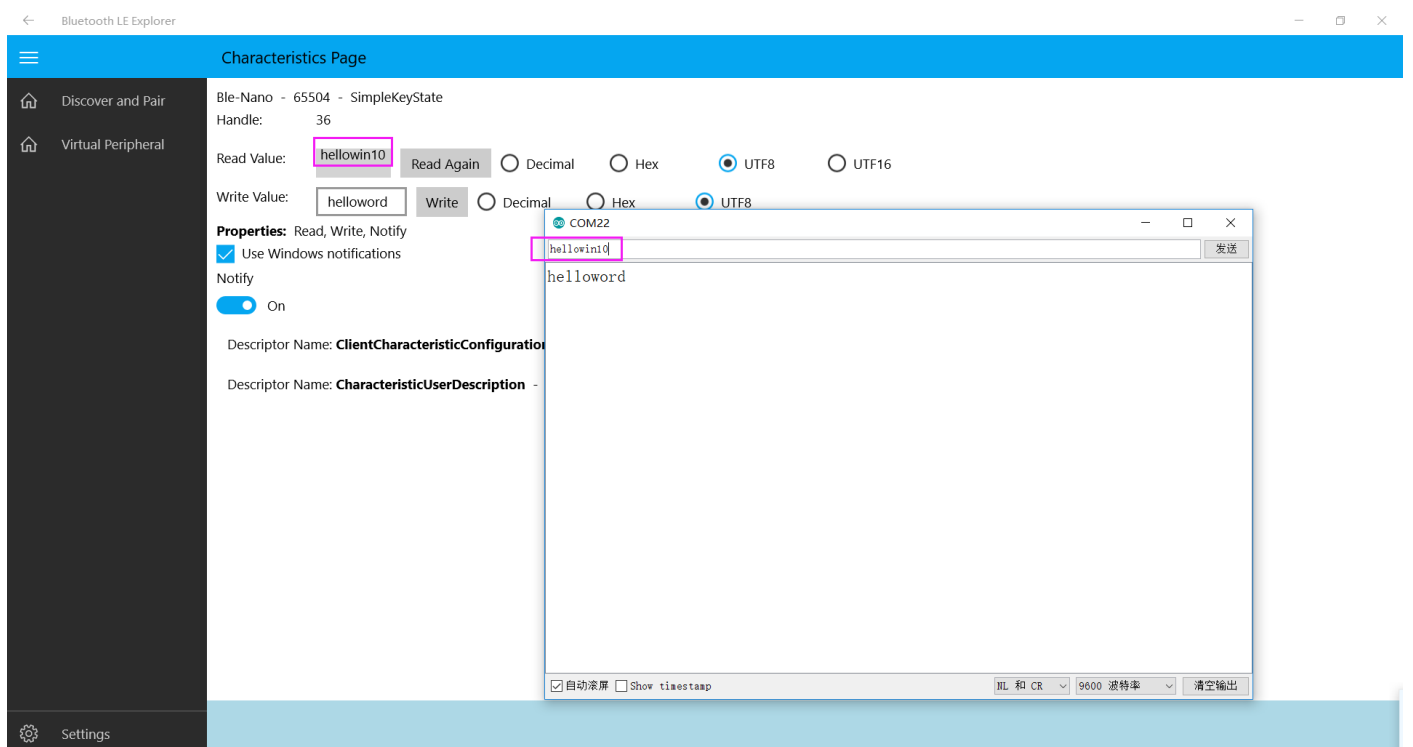 Bluetooth LE Explorer
Characteristics Page
Discover and Pair
Virtual Peripheral
Ble-Nano - 65504 - SimpleKeyState
Handle: 36
Read Value: hellowin10 Read Again Decimal Hex UTF8 UTF16
Write Value: helloword Write Decimal Hex UTF8
Properties: Read, Write, Notify
Use Windows notifications
Notify
On
Descriptor Name: ClientCharacteristicConfiguration
Descriptor Name: CharacteristicUserDescription -
COM22
hellowin10 发送
helloword
自动滚屏 Show timestamp NL 和 CR 9600 波特率 清空输出
Settings